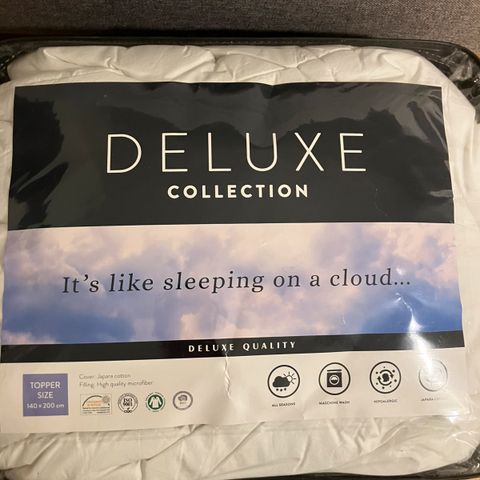 DELUXE
COLLECTION
It's like sleeping on a cloud...
DELUXE QUALITY
TOPPER
SIZE
140 x 200 cm
Cover: Japara cotton
Filling: High quality microfiber
ALL SEASONS
MASCHINE WASH
HYPOALERGIC